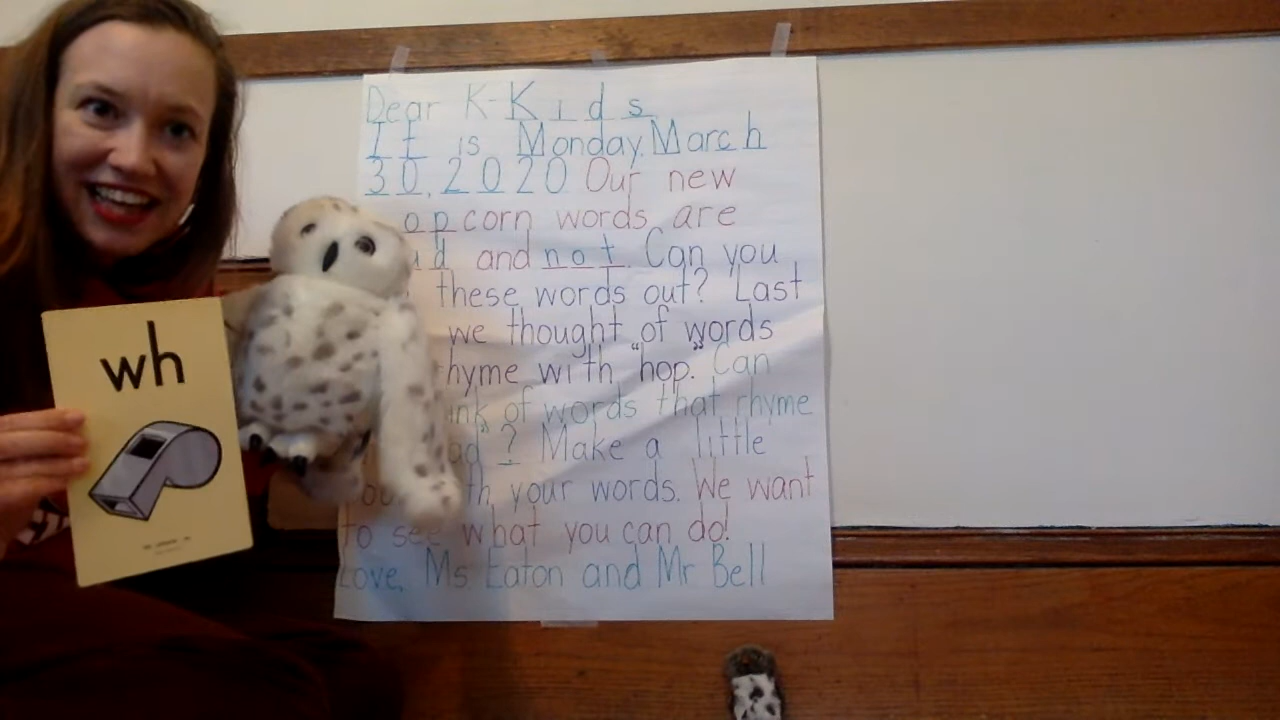 Dear K-Kids
It is Monday, March
30, 2020 Our new
opcorn words are
and not. Can you
these words out? Last
we thought of words
hyme with "hop." Can
of words that rhyme
? Make a little
your words. We want
to see what you can do!
Love, Ms Eaton and Mr Bell
wh